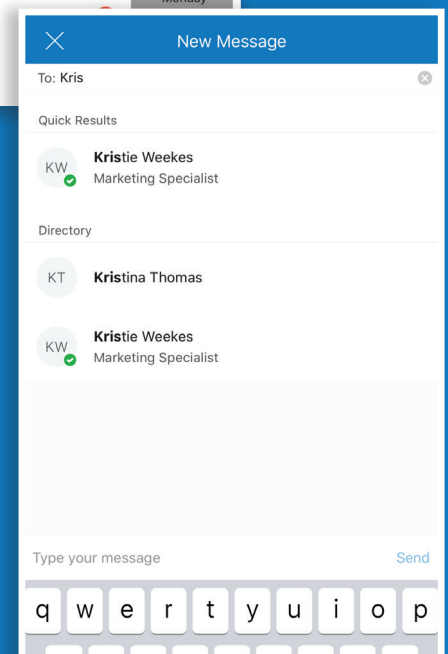 Monday
New Message
To: Kris
Quick Results
KW
Kristie Weekes
Marketing Specialist
Directory
KT
Kristina Thomas
KW
Kristie Weekes
Marketing Specialist
Type your message Send
q w e r t y u i o p